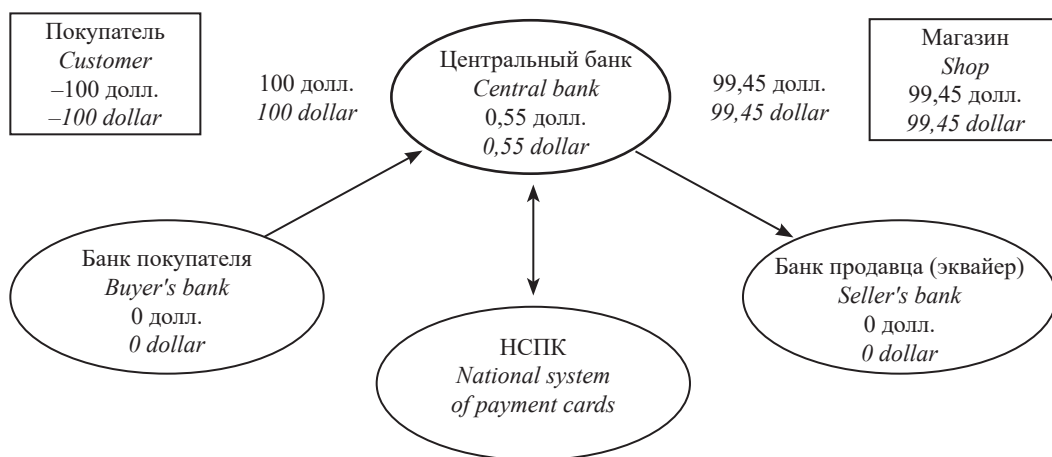 Покупатель
Customer
–100 долл.
–100 dollar
100 долл.
100 dollar
Центральный банк
Central bank
0,55 долл.
0,55 dollar
99,45 долл.
99,45 dollar
Магазин
Shop
99,45 долл.
99,45 dollar
Банк покупателя
Buyer's bank
0 долл.
0 dollar
НСПК
National system
of payment cards
Банк продавца (эквайер)
Seller's bank
0 долл.
0 dollar